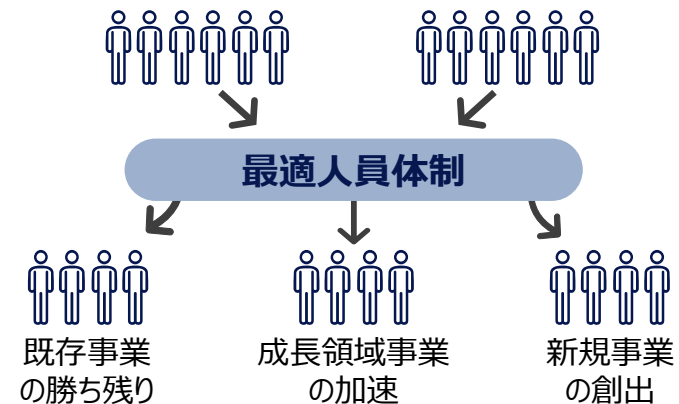 最適人員体制
既存事業
の勝ち残り
成長領域事業
の加速
新規事業
の創出